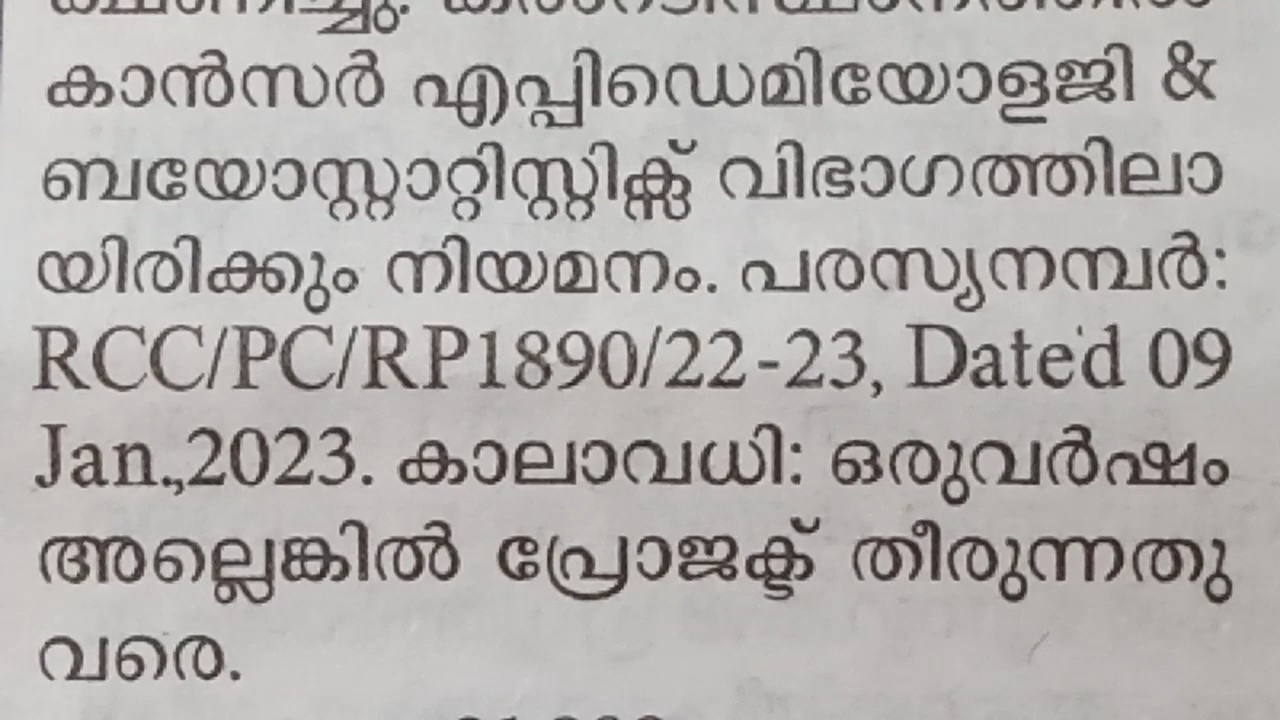 കാൻസർ എപ്പിഡെമിയോളജി &
ബയോസ്റ്റാറ്റിസ്റ്റിക്സ് വിഭാഗത്തിലാ
യിരിക്കും നിയമനം. പരസ്യനമ്പർ:
RCC/PC/RP1890/22-23, Dated 09
Jan.,2023. കാലാവധി: ഒരുവർഷം
അല്ലെങ്കിൽ പ്രോജക്ട് തീരുന്നതു
വരെ.